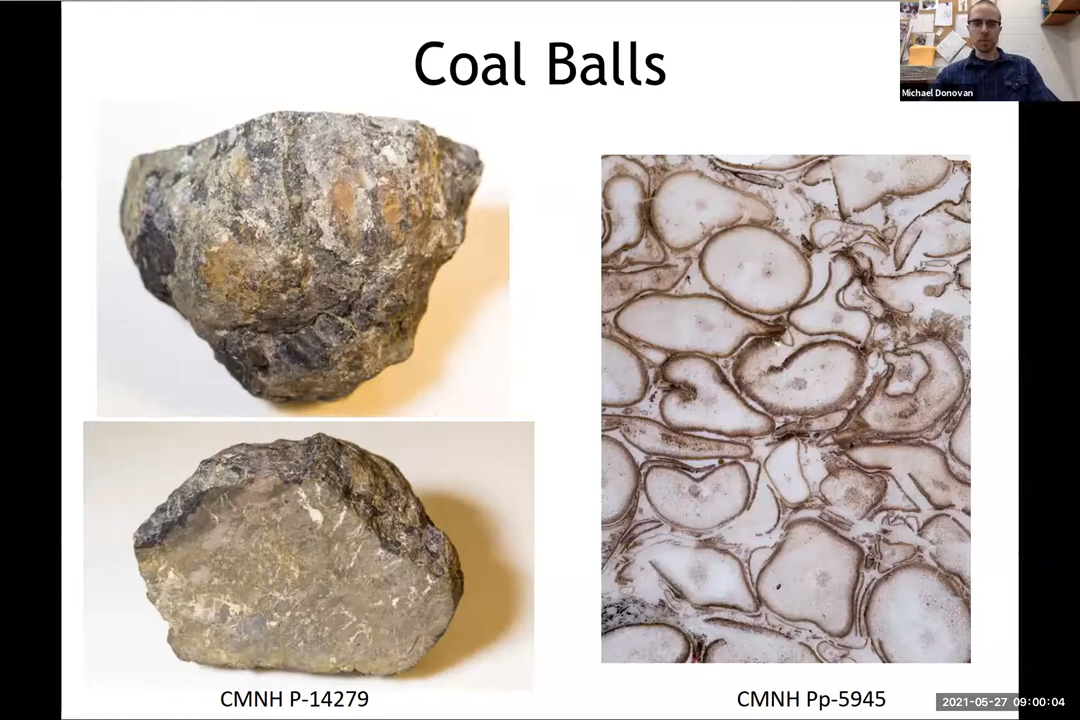 Coal Balls
Michael Donovan
CMNH P-14279
CMNH Pp-5945
2021-05-27 09:00:04